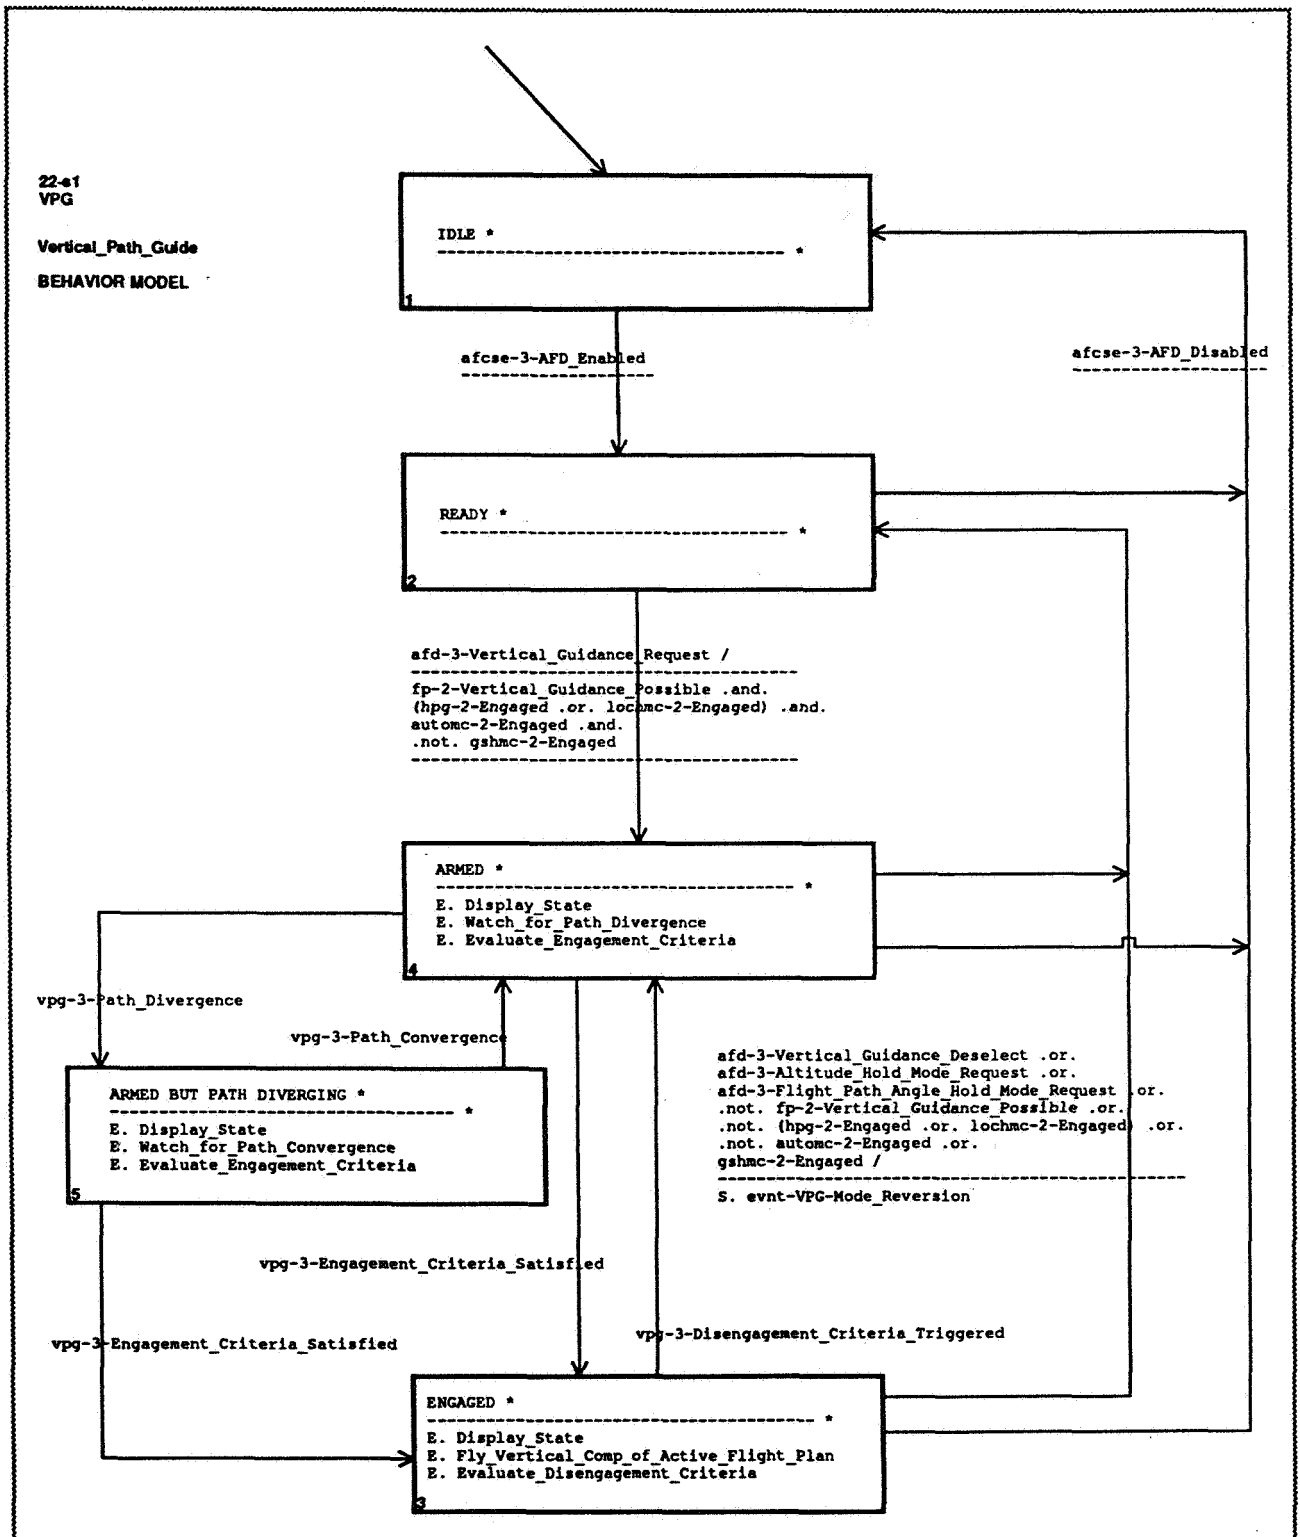 22-s1
VPG
Vertical_Path_Guide
BEHAVIOR MODEL
IDLE *
------------------------------------ *
1
afcse-3-AFD_Enabled
afcse-3-AFD_Disabled
READY *
------------------------------------ *
2
afd-3-Vertical_Guidance_Request /
fp-2-Vertical_Guidance_Possible .and.
(hpg-2-Engaged .or. lochmc-2-Engaged) .and.
automc-2-Engaged .and.
.not. gshmc-2-Engaged
ARMED *
------------------------------------ *
E. Display_State
E. Watch_for_Path_Divergence
E. Evaluate_Engagement_Criteria
4
vpg-3-Path_Divergence
vpg-3-Path_Convergence
ARMED BUT PATH DIVERGING *
------------------------------------ *
E. Display_State
E. Watch_for_Path_Convergence
E. Evaluate_Engagement_Criteria
5
afd-3-Vertical_Guidance_Deselect .or.
afd-3-Altitude_Hold_Mode_Request .or.
afd-3-Flight_Path_Angle_Hold_Mode_Request .or.
.not. fp-2-Vertical_Guidance_Possible .or.
.not. (hpg-2-Engaged .or. lochmc-2-Engaged) .or.
.not. automc-2-Engaged .or.
gshmc-2-Engaged /
S. evnt-VPG-Mode_Reversion
vpg-3-Engagement_Criteria_Satisfied
vpg-3-Disengagement_Criteria_Triggered
vpg-3-Engagement_Criteria_Satisfied
ENGAGED *
---------------------------------------- *
E. Display_State
E. Fly_Vertical_Comp_of_Active_Flight_Plan
E. Evaluate_Disengagement_Criteria
3